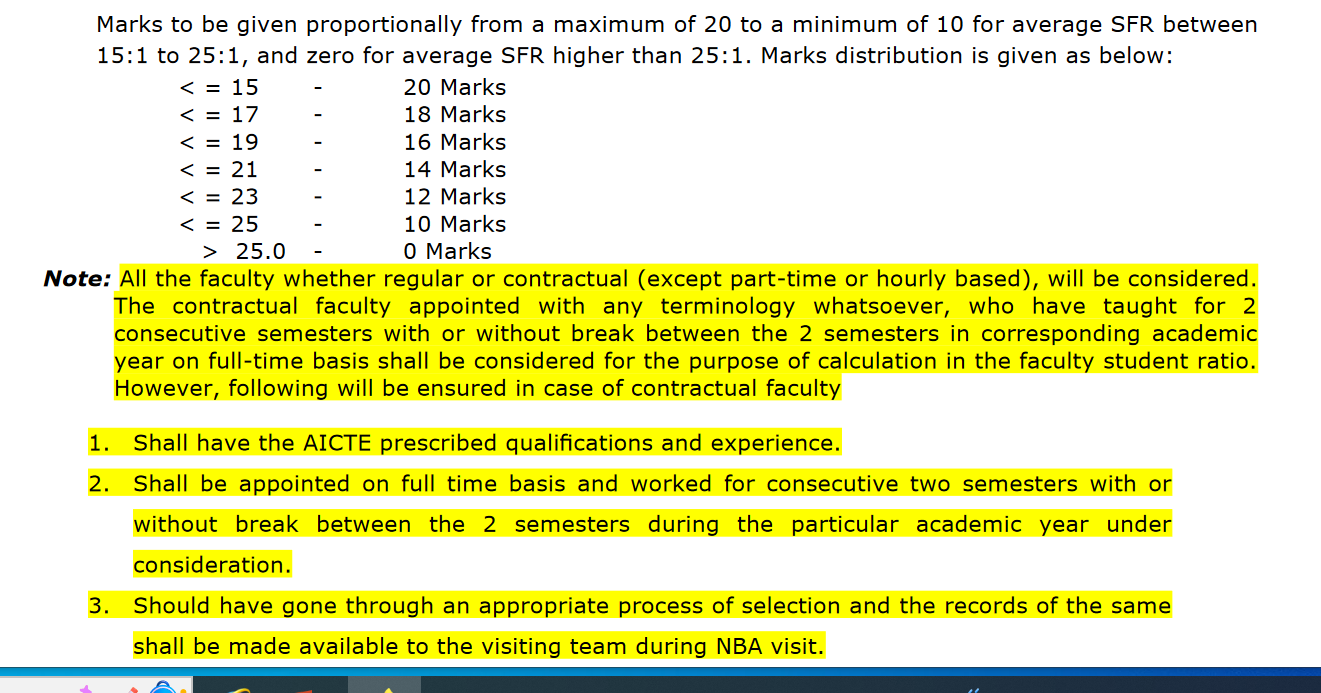 Marks to be given proportionally from a maximum of 20 to a minimum of 10 for average SFR between
15:1 to 25:1, and zero for average SFR higher than 25:1. Marks distribution is given as below:
< = 15 - 20 Marks
< = 17 - 18 Marks
< = 19 - 16 Marks
< = 21 - 14 Marks
< = 23 - 12 Marks
< = 25 - 10 Marks
> 25.0 - 0 Marks
Note: All the faculty whether regular or contractual (except part-time or hourly based), will be considered.
The contractual faculty appointed with any terminology whatsoever, who have taught for 2
consecutive semesters with or without break between the 2 semesters in corresponding academic
year on full-time basis shall be considered for the purpose of calculation in the faculty student ratio.
However, following will be ensured in case of contractual faculty
1. Shall have the AICTE prescribed qualifications and experience.
2. Shall be appointed on full time basis and worked for consecutive two semesters with or
without break between the 2 semesters during the particular academic year under
consideration.
3. Should have gone through an appropriate process of selection and the records of the same
shall be made available to the visiting team during NBA visit.